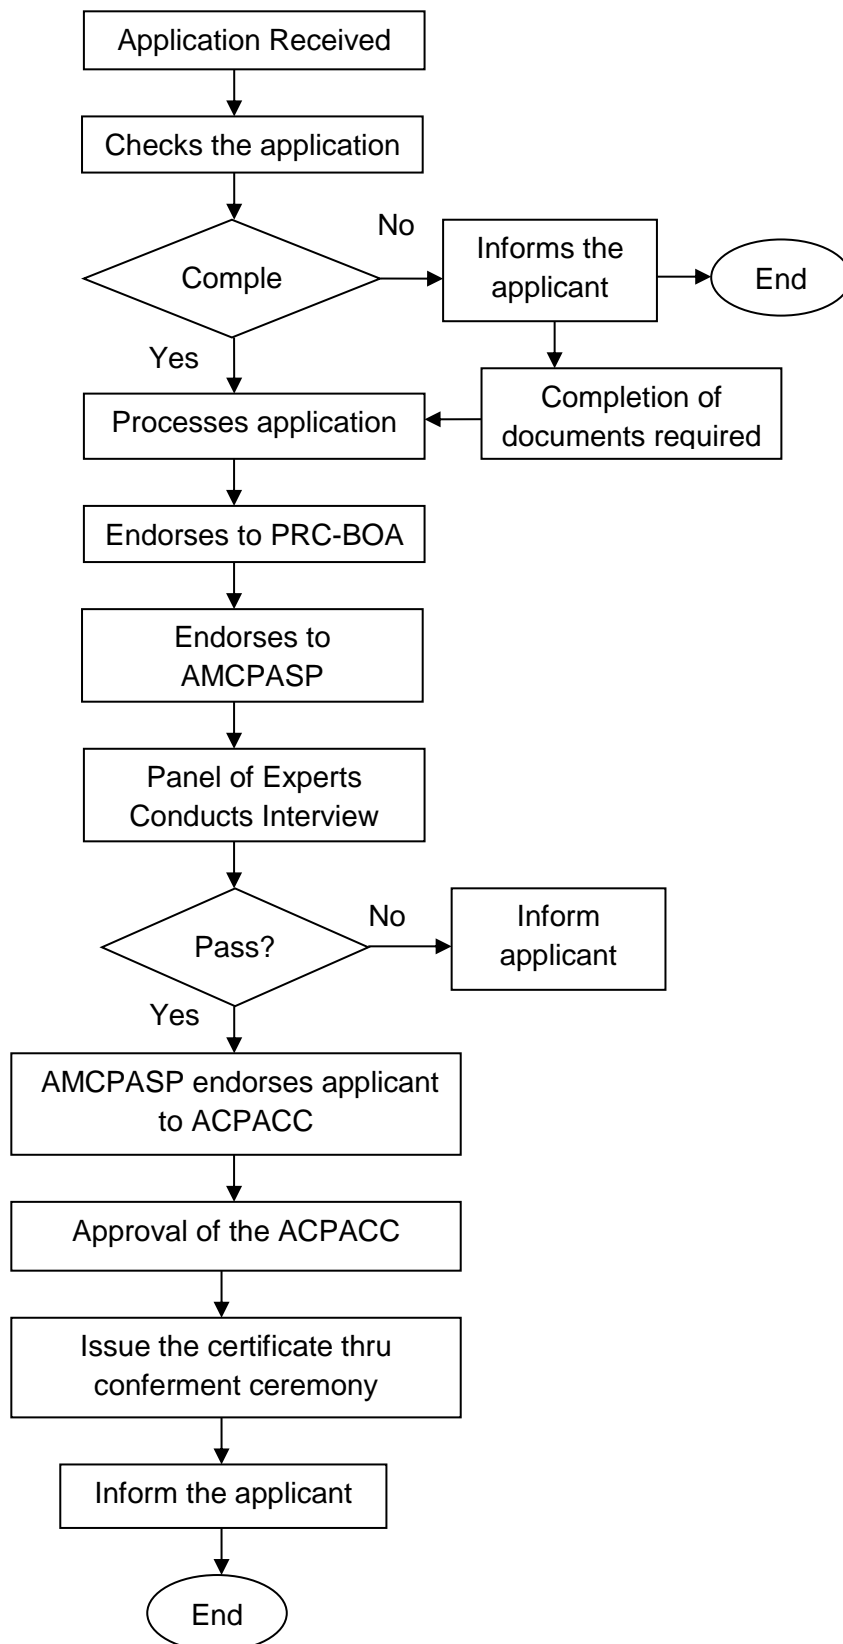 Application Received
Checks the application
No
Informs the
applicant
End
Comple
Yes
Completion of
documents required
Processes application
Endorses to PRC-BOA
Endorses to
AMCPASP
Panel of Experts
Conducts Interview
No
Inform
applicant
Pass?
Yes
AMCPASP endorses applicant
to ACPACC
Approval of the ACPACC
Issue the certificate thru
conferment ceremony
Inform the applicant
End